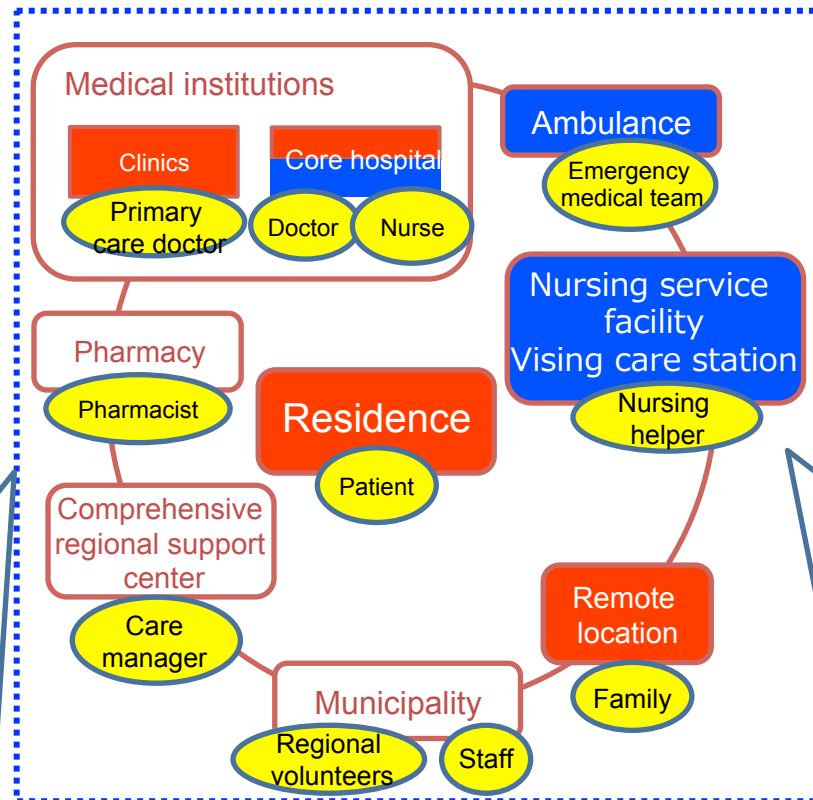 Medical institutions
Clinics
Core hospital
Primary
care doctor
Doctor
Nurse
Ambulance
Emergency
medical team
Nursing service
facility
Vising care station
Nursing
helper
Pharmacy
Pharmacist
Residence
Patient
Comprehensive
regional support
center
Care
manager
Remote
location
Family
Municipality
Regional
volunteers
Staff